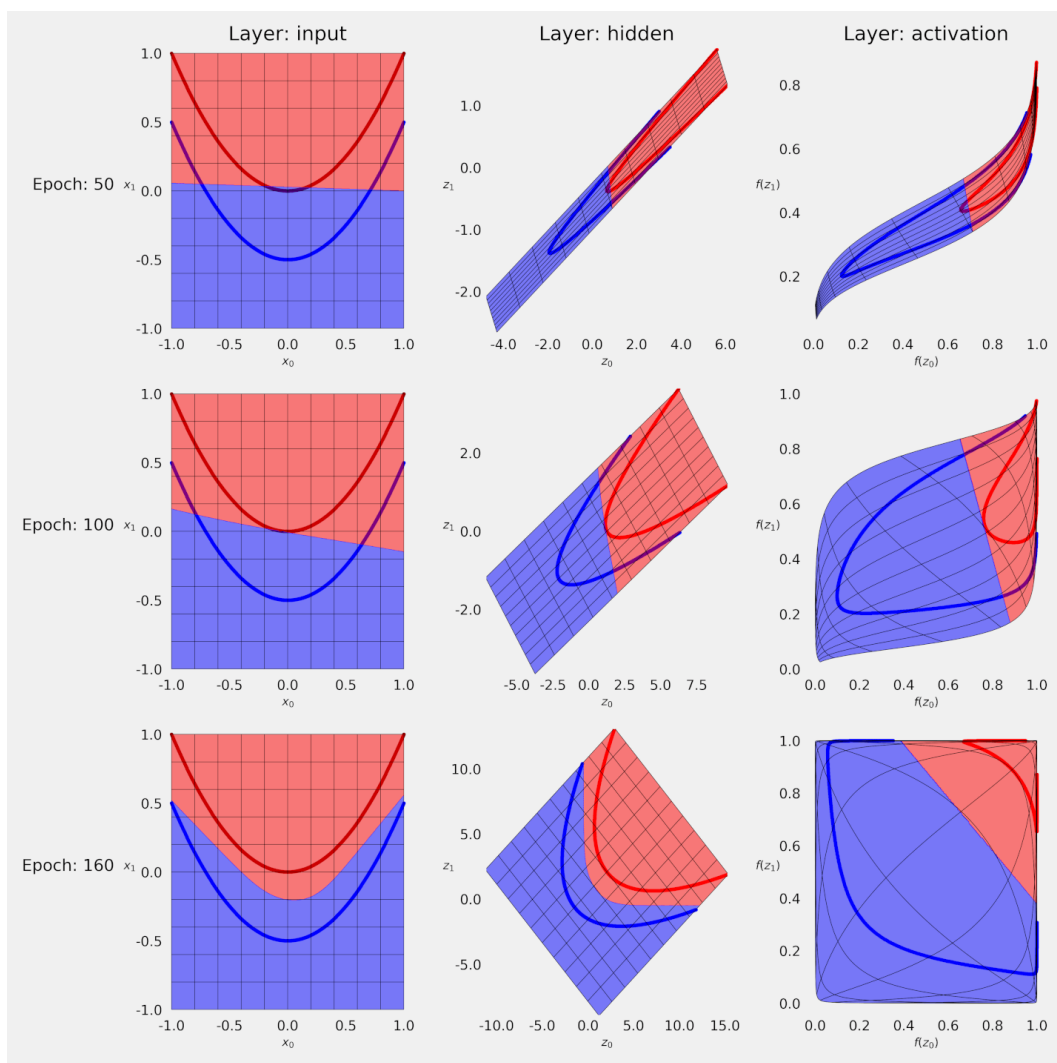 Layer: input Layer: hidden Layer: activation
1.0
0.5
0.0
-0.5
-1.0
Epoch: 50 x₁
-1.0 -0.5 0.0 0.5 1.0
x₀
1.0
0.0
-1.0
-2.0
z₁
-4.0 -2.0 0.0 2.0 4.0 6.0
z₀
0.8
0.6
0.4
0.2
f(z₁)
0.0 0.2 0.4 0.6 0.8 1.0
f(z₀)
1.0
0.5
0.0
-0.5
-1.0
Epoch: 100 x₁
-1.0 -0.5 0.0 0.5 1.0
x₀
2.0
0.0
-2.0
z₁
-5.0 -2.5 0.0 2.5 5.0 7.5
z₀
1.0
0.8
0.6
0.4
0.2
0.0
f(z₁)
0.0 0.2 0.4 0.6 0.8 1.0
f(z₀)
1.0
0.5
0.0
-0.5
-1.0
Epoch: 160 x₁
-1.0 -0.5 0.0 0.5 1.0
x₀
10.0
5.0
0.0
-5.0
z₁
-10.0 -5.0 0.0 5.0 10.0 15.0
z₀
1.0
0.8
0.6
0.4
0.2
0.0
f(z₁)
0.0 0.2 0.4 0.6 0.8 1.0
f(z₀)